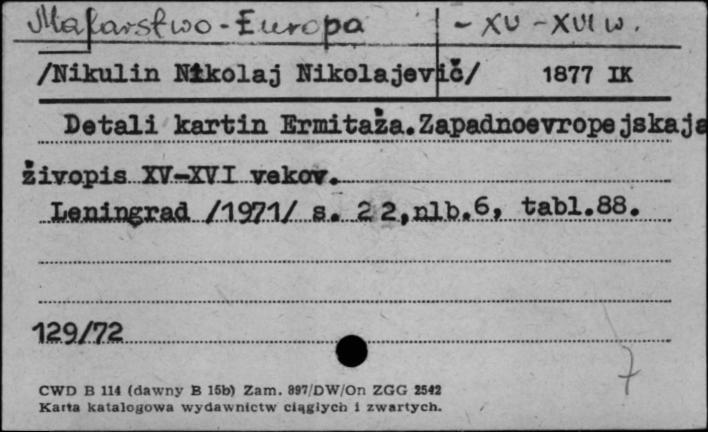 Malarstwo - Europa - XV - XVI w.
/Nikulin Nikolaj Nikolajevič/ 1877 IK
Detali kartin Ermitaža.Zapadnoevropejskaja
živopis XV-XVI vekov.
Leningrad /1971/ s. 22,nlb.6, tabl.88.
129/72
7
CWD B 114 (dawny B 15b) Zam. 897/DW/On ZGG 2542
Karta katalogowa wydawnictw ciągłych i zwartych.